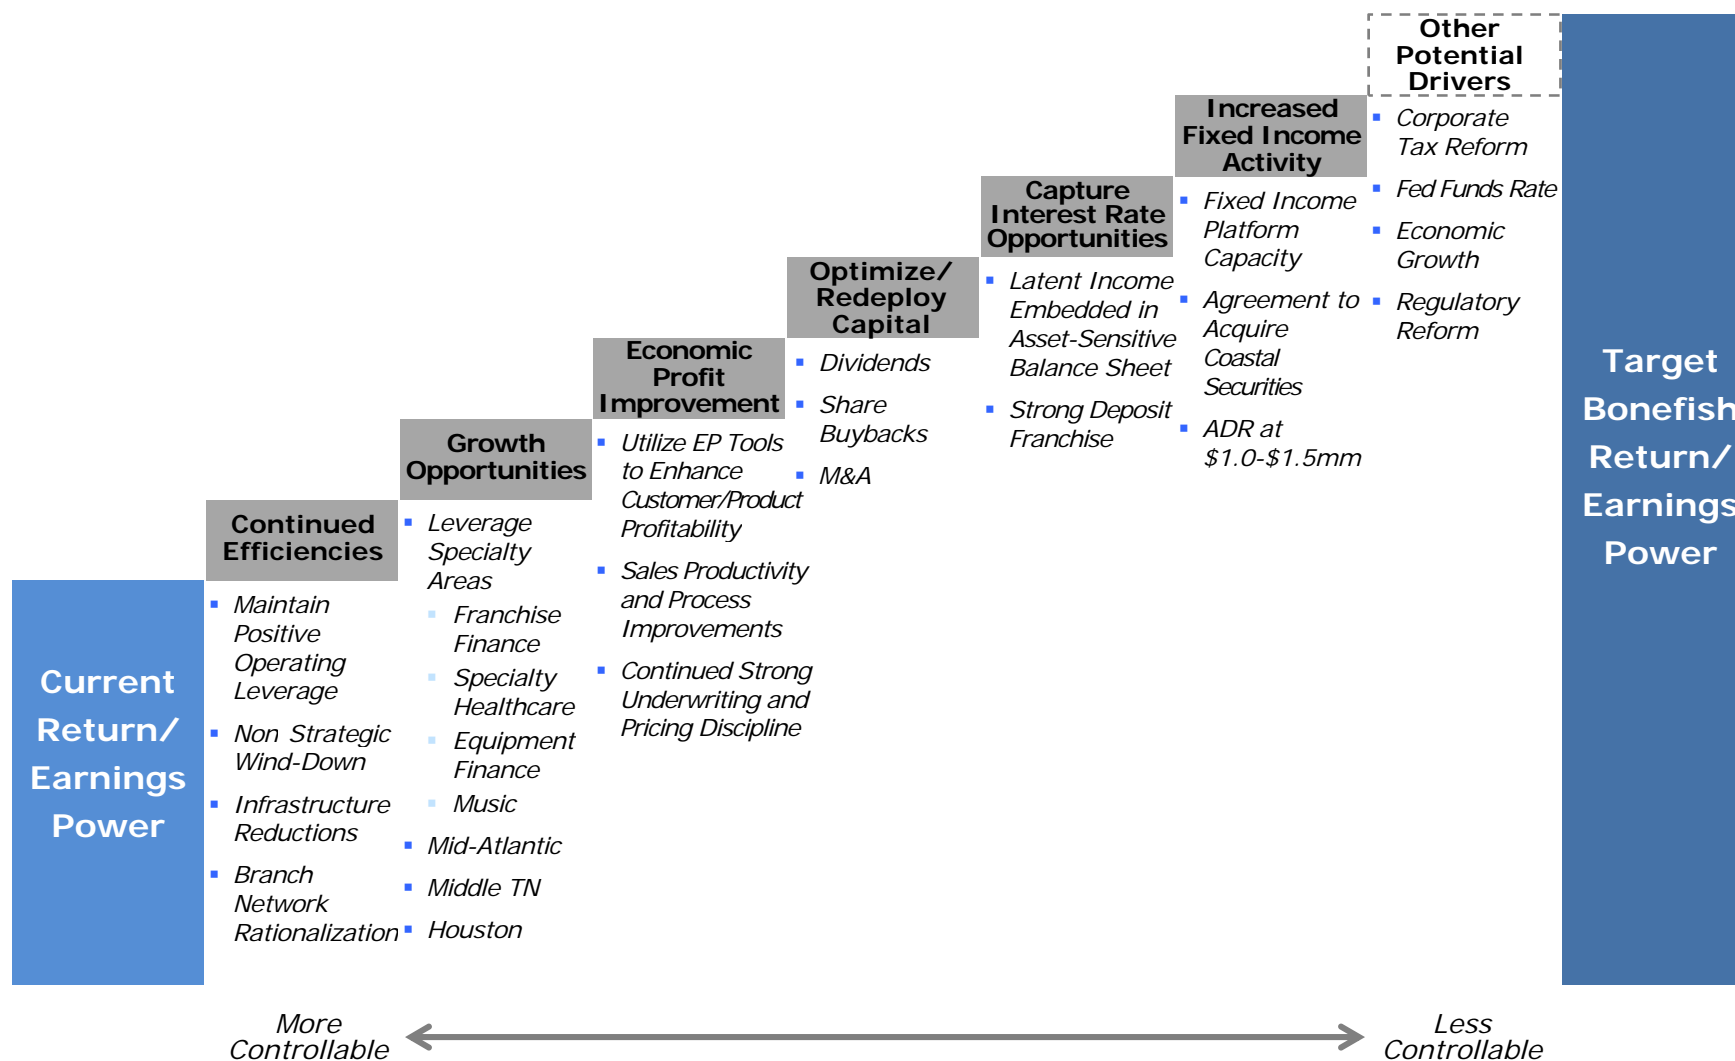 Current
Return/
Earnings
Power
Continued
Efficiencies
Maintain
Positive
Operating
Leverage
Non Strategic
Wind-Down
Infrastructure
Reductions
Branch
Network
Rationalization
Growth
Opportunities
Leverage
Specialty
Areas
Franchise
Finance
Specialty
Healthcare
Equipment
Finance
Music
Mid-Atlantic
Middle TN
Houston
Economic
Profit
Improvement
Utilize EP Tools
to Enhance
Customer/Product
Profitability
Sales Productivity
and Process
Improvements
Continued Strong
Underwriting and
Pricing Discipline
Optimize/
Redeploy
Capital
Dividends
Share
Buybacks
M&A
Capture
Interest Rate
Opportunities
Latent Income
Embedded in
Asset-Sensitive
Balance Sheet
Strong Deposit
Franchise
Increased
Fixed Income
Activity
Fixed Income
Platform
Capacity
Agreement to
Acquire
Coastal
Securities
ADR at
$1.0-$1.5mm
Other
Potential
Drivers
Corporate
Tax Reform
Fed Funds Rate
Economic
Growth
Regulatory
Reform
Target
Bonefish
Return/
Earnings
Power
More
Controllable
Less
Controllable